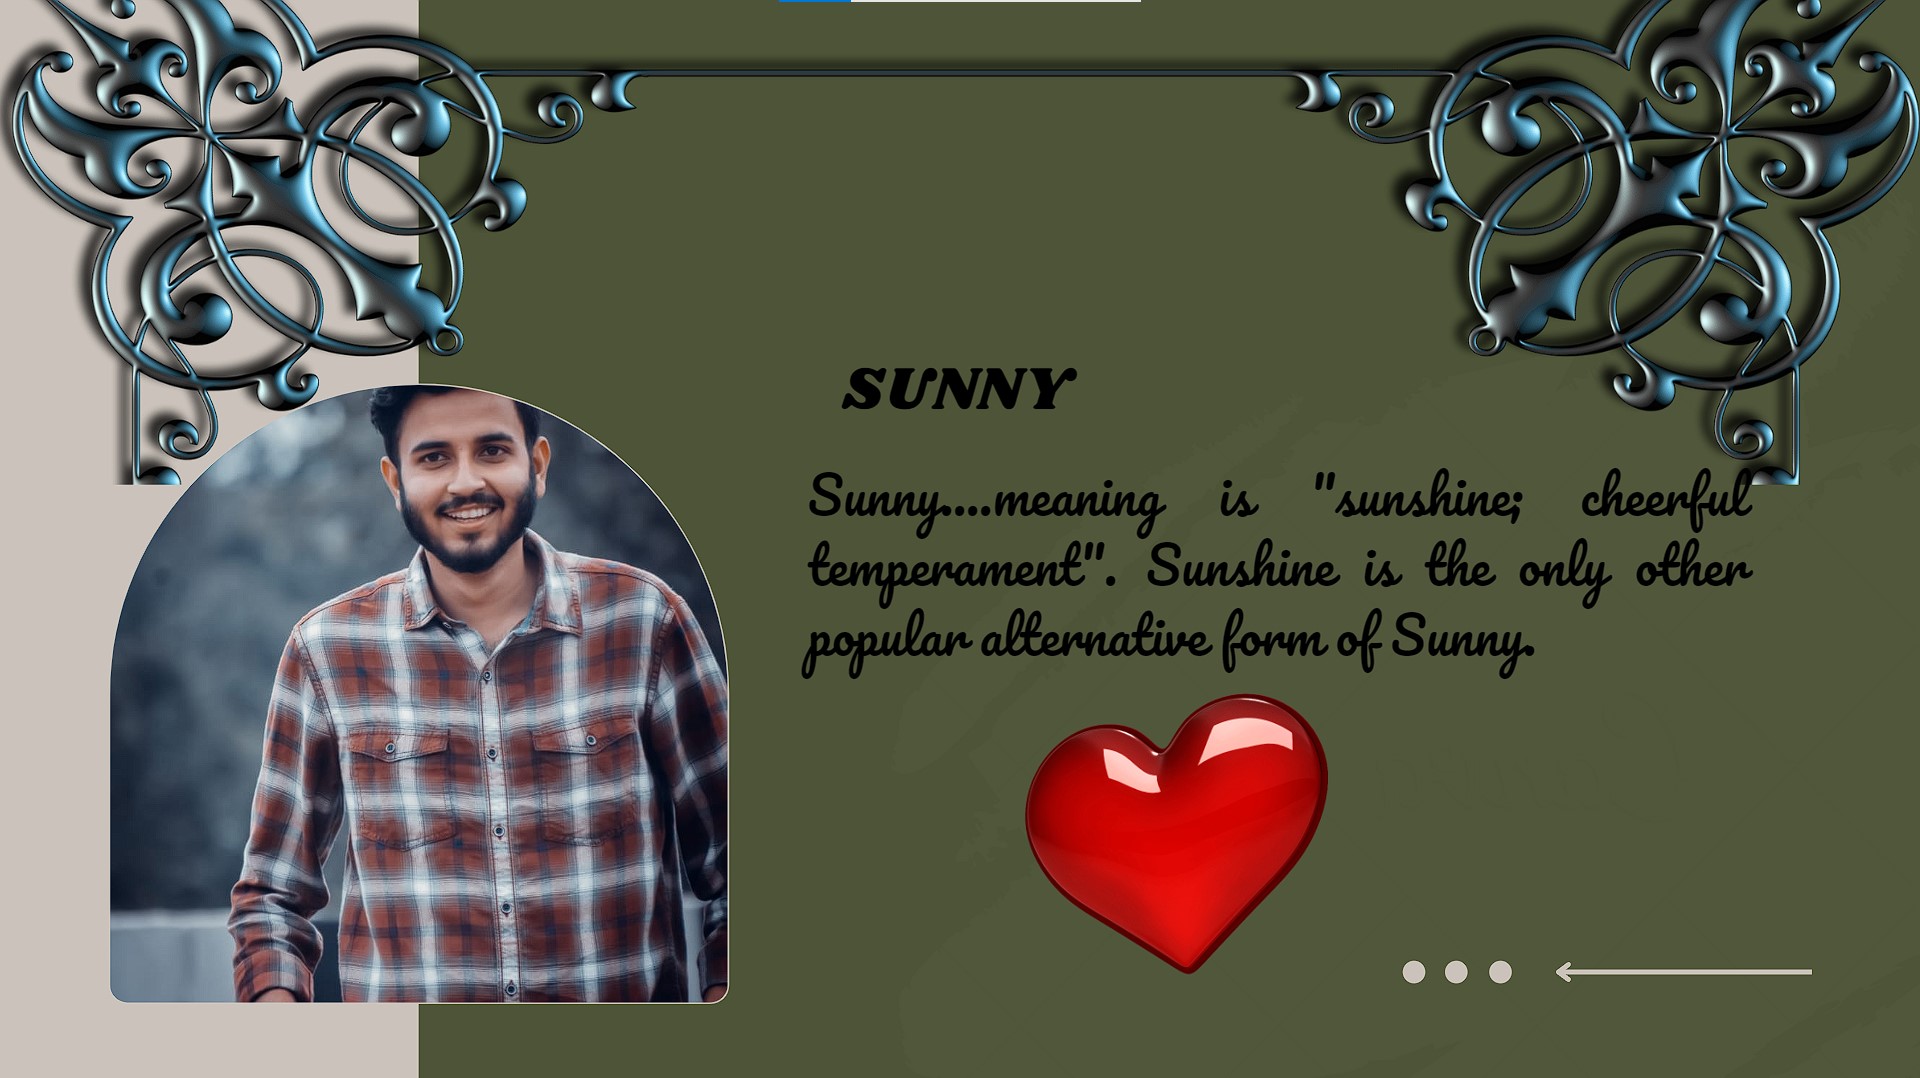 SUNNY
Sunny....meaning is "sunshine; cheerful
temperament". Sunshine is the only other
popular alternative form of Sunny.